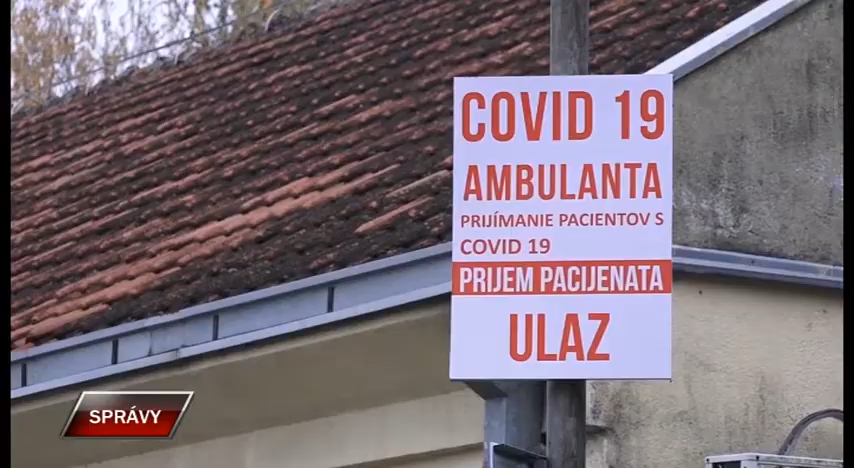 COVID 19
AMBULANTA
PRIJÍMANIE PACIENTOV S
COVID 19
PRIJEM PACIJENATA
ULAZ
SPRÁVY